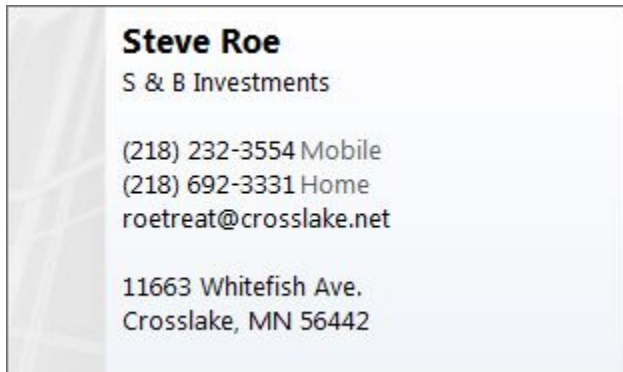 Steve Roe
S & B Investments
(218) 232-3554 Mobile
(218) 692-3331 Home
roetreat@crosslake.net
11663 Whitefish Ave.
Crosslake, MN 56442